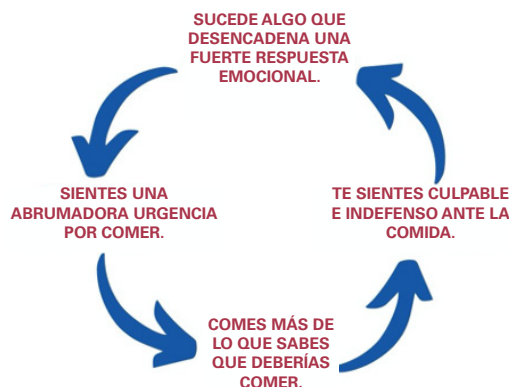 SUCEDE ALGO QUE
DESENCADENA UNA
FUERTE RESPUESTA
EMOCIONAL.
SIENTES UNA
ABRUMADORA URGENCIA
POR COMER.
TE SIENTES CULPABLE
E INDEFENSO ANTE LA
COMIDA.
COMES MÁS DE
LO QUE SABES
QUE DEBERÍAS
COMER.